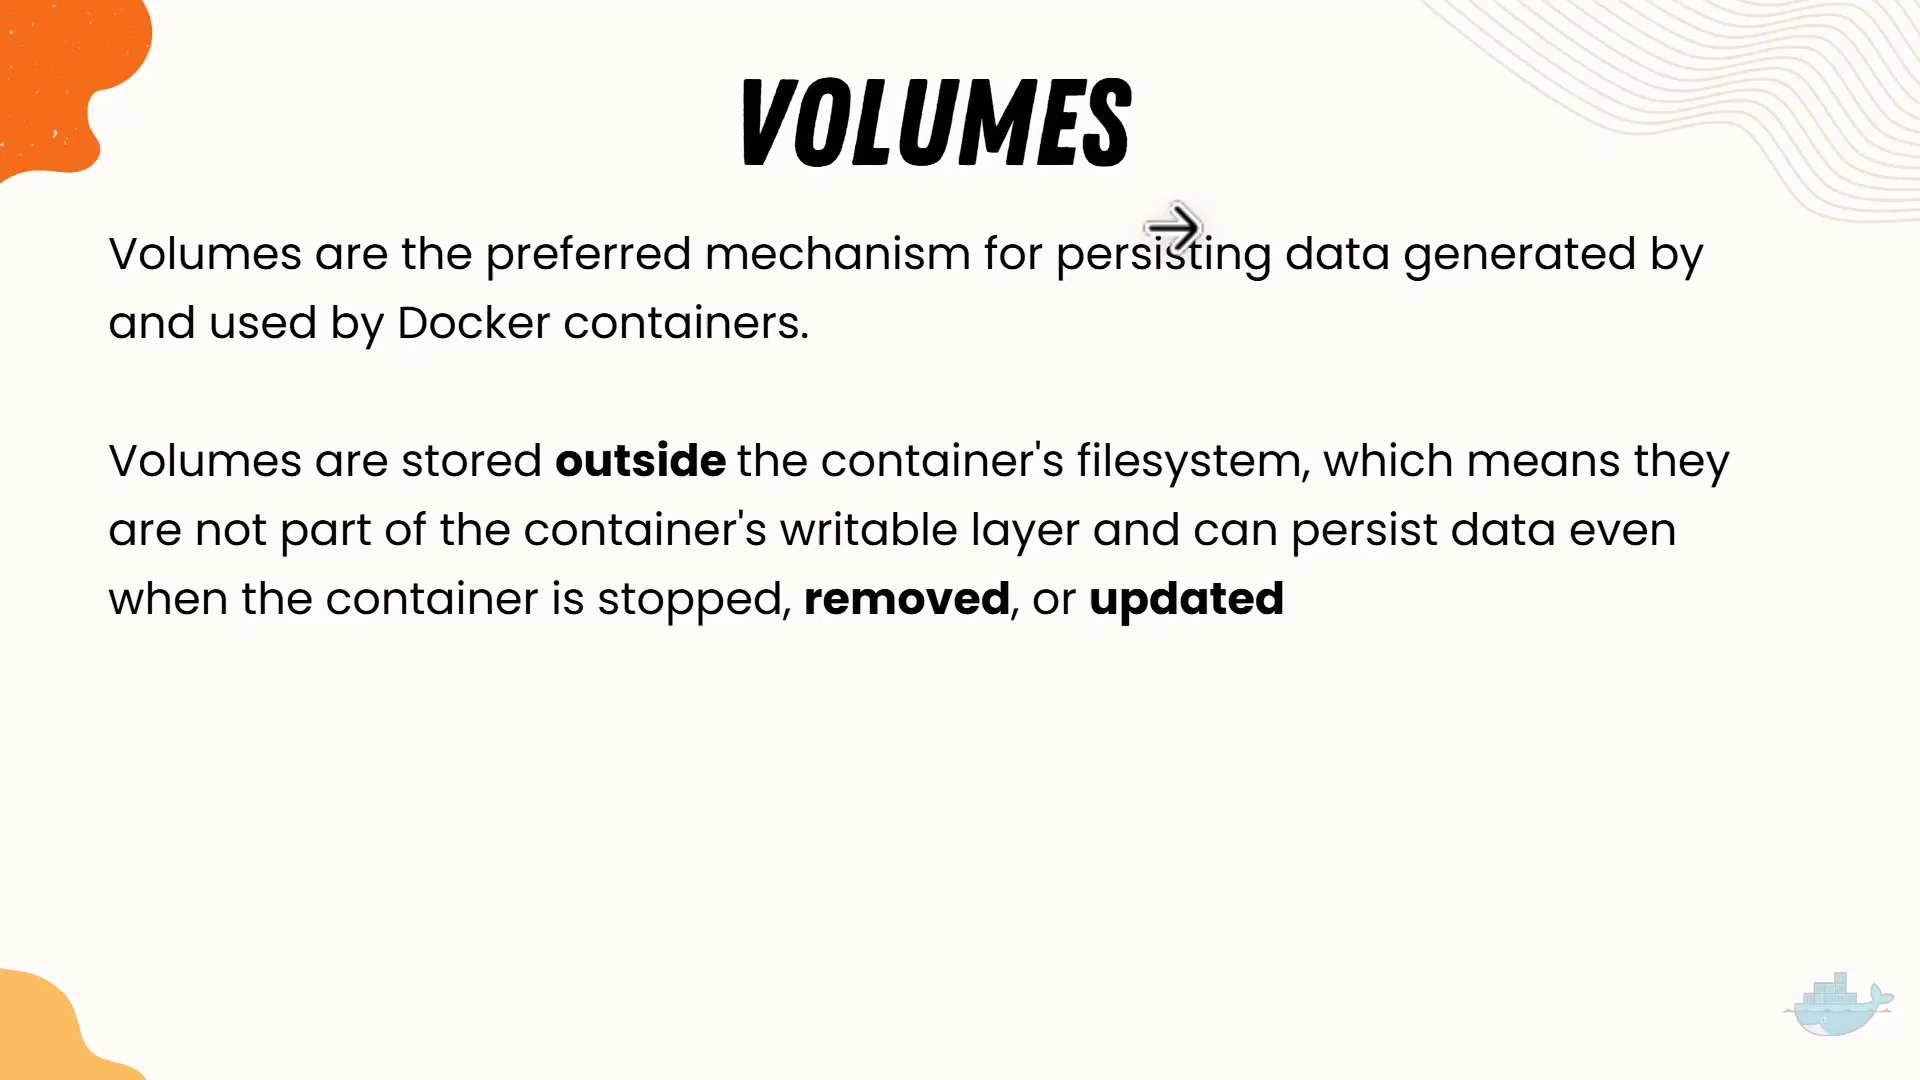 VOLUMES
Volumes are the preferred mechanism for persisting data generated by
and used by Docker containers.
Volumes are stored outside the container's filesystem, which means they
are not part of the container's writable layer and can persist data even
when the container is stopped, removed, or updated